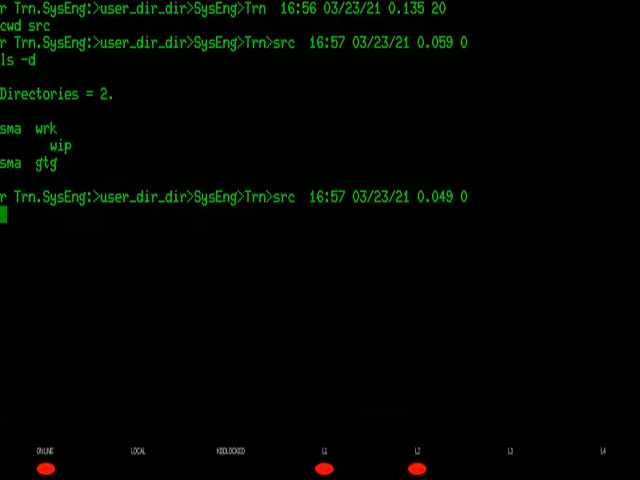 r Trn.SysEng:>user_dir_dir>SysEng>Trn  16:56 03/23/21 0.135 20
cwd src
r Trn.SysEng:>user_dir_dir>SysEng>Trn>src  16:57 03/23/21 0.059 0
ls -d
Directories = 2.
sma  wrk
       wip
sma  gtg
r Trn.SysEng:>user_dir_dir>SysEng>Trn>src  16:57 03/23/21 0.049 0
ONLINE LOCAL KBDLOCKED L1 L2 L3 L4